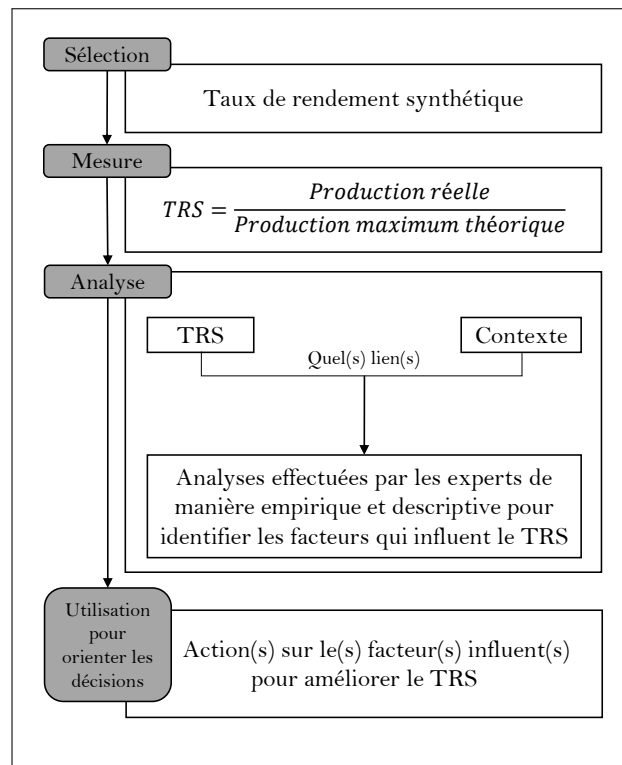 Sélection
Taux de rendement synthétique
Mesure
TRS = Production réelle / Production maximum théorique
Analyse
TRS
Contexte
Quel(s) lien(s)
Analyses effectuées par les experts de
manière empirique et descriptive pour
identifier les facteurs qui influent le TRS
Utilisation
pour
orienter les
décisions
Action(s) sur le(s) facteur(s) influent(s)
pour améliorer le TRS